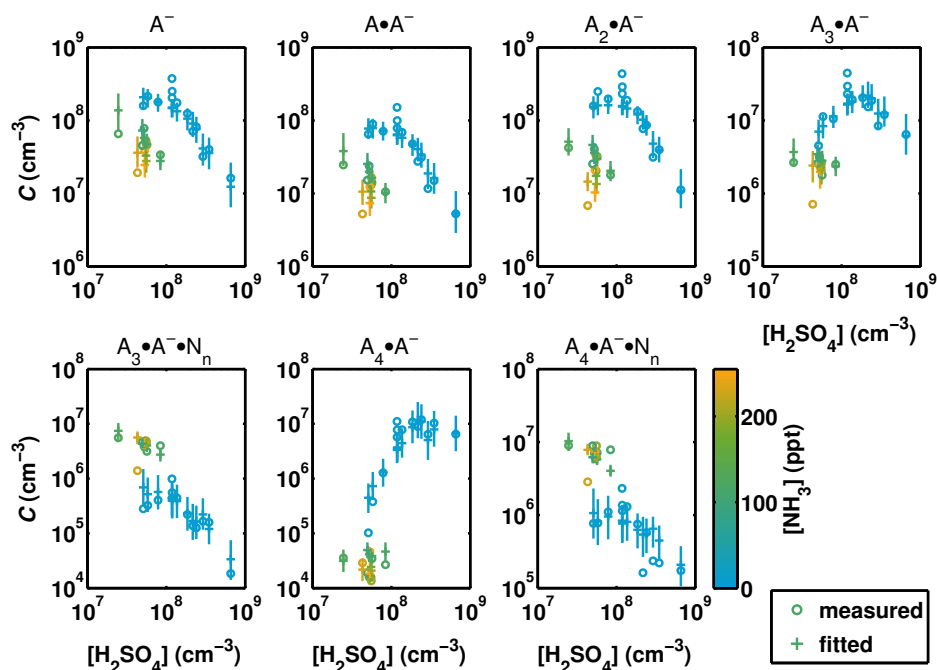 A⁻ A•A⁻ A₂•A⁻ A₃•A⁻
10⁹ 10⁹ 10⁹ 10⁸
10⁸ 10⁸ 10⁸ 10⁷
10⁷ 10⁷ 10⁷ 10⁶
10⁶ 10⁶ 10⁶ 10⁵
C (cm⁻³)
10⁷ 10⁸ 10⁹ 10⁷ 10⁸ 10⁹ 10⁷ 10⁸ 10⁹ 10⁷ 10⁸ 10⁹
[H₂SO₄] (cm⁻³)
A₃•A⁻•Nₙ A₄•A⁻ A₄•A⁻•Nₙ
10⁸ 10⁸ 10⁸
10⁷ 10⁷ 10⁷
10⁶ 10⁶ 10⁶
10⁵ 10⁵
10⁴ 10⁴ 10⁵
C (cm⁻³)
10⁷ 10⁸ 10⁹ 10⁷ 10⁸ 10⁹ 10⁷ 10⁸ 10⁹
[H₂SO₄] (cm⁻³) [H₂SO₄] (cm⁻³) [H₂SO₄] (cm⁻³)
200
100
0
[NH₃] (ppt)
measured
fitted